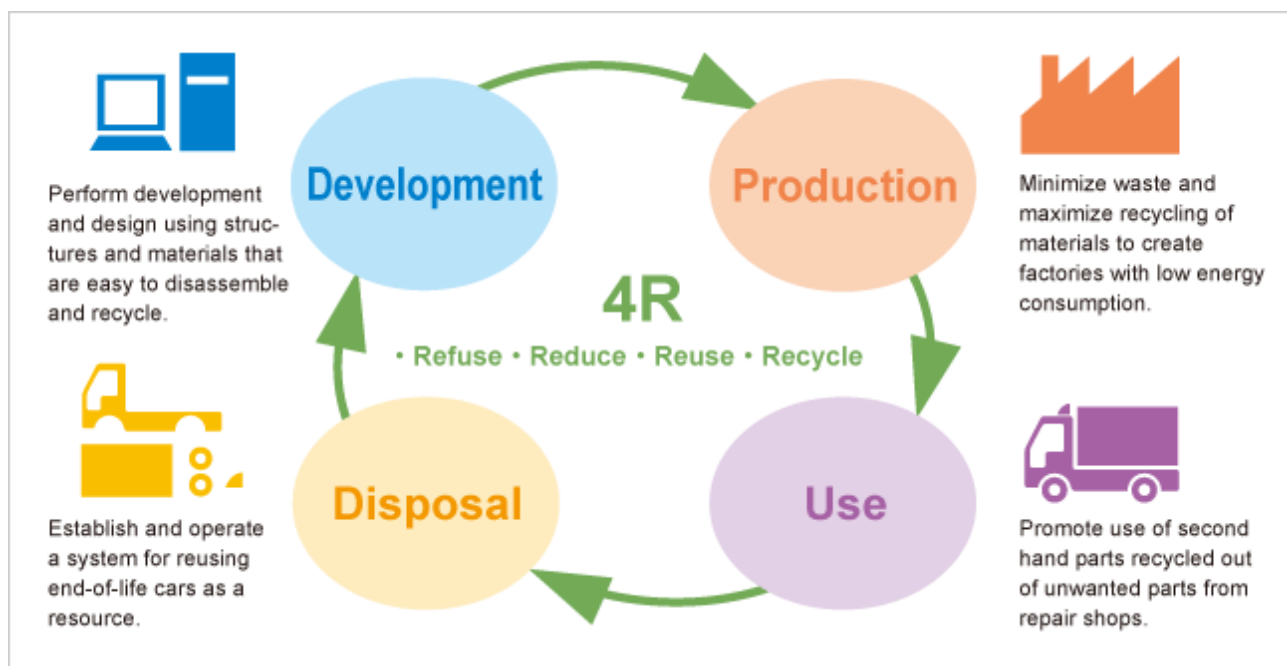 Development
Production
Perform development
and design using struc-
tures and materials that
are easy to disassemble
and recycle.
Minimize waste and
maximize recycling of
materials to create
factories with low energy
consumption.
4R
・Refuse・Reduce・Reuse・Recycle
Disposal
Use
Establish and operate
a system for reusing
end-of-life cars as a
resource.
Promote use of second
hand parts recycled out
of unwanted parts from
repair shops.